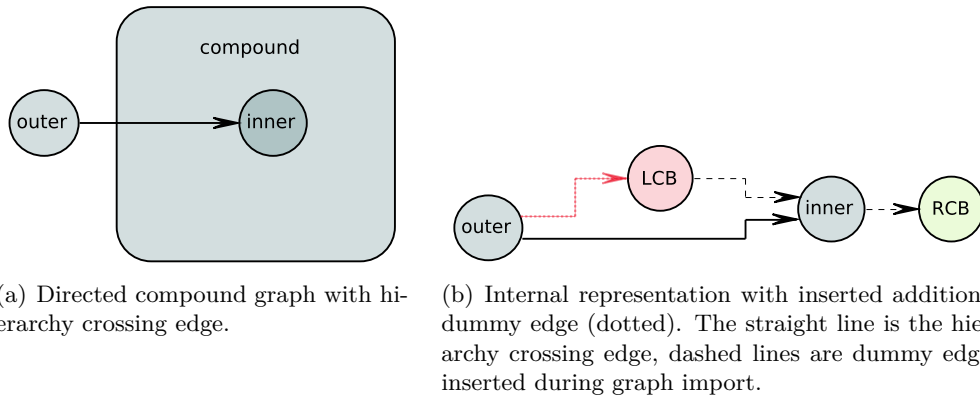 compound
outer
inner
LCB
outer
inner
RCB
(a) Directed compound graph with hi-
erarchy crossing edge.
(b) Internal representation with inserted addition
dummy edge (dotted). The straight line is the hie
archy crossing edge, dashed lines are dummy edg
inserted during graph import.